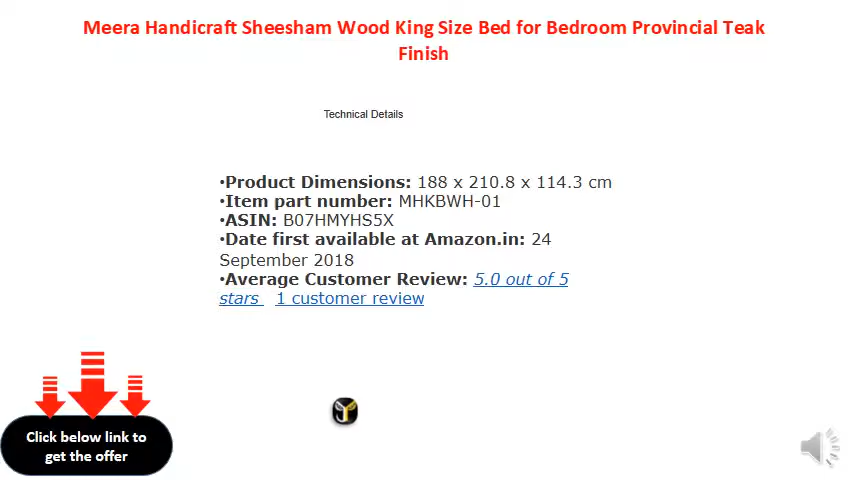 Meera Handicraft Sheesham Wood King Size Bed for Bedroom Provincial Teak
Finish
Technical Details
•Product Dimensions: 188 x 210.8 x 114.3 cm
•Item part number: MHKBWH-01
•ASIN: B07HMYHS5X
•Date first available at Amazon.in: 24
September 2018
•Average Customer Review: 5.0 out of 5
stars   1 customer review
Click below link to
get the offer